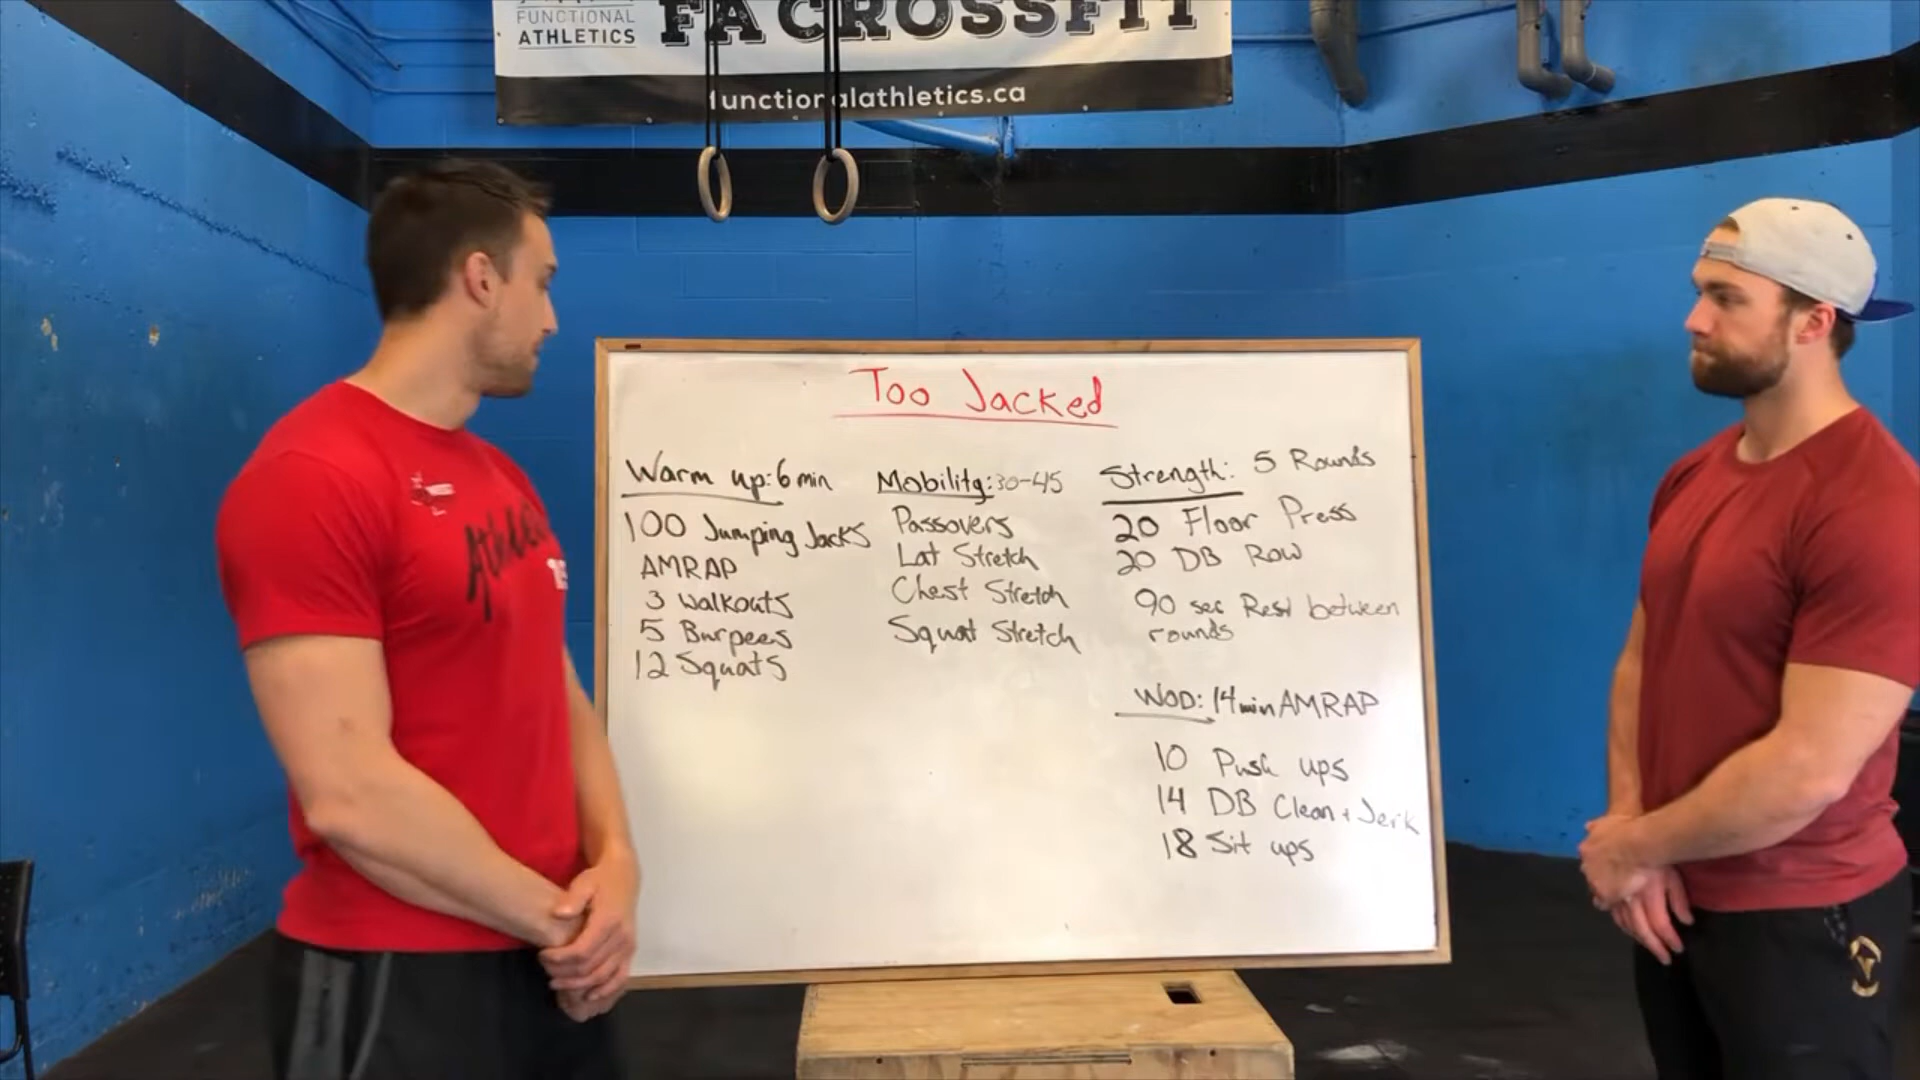 FUNCTIONAL
ATHLETICS
FA CROSSFIT
functionalathletics.ca
Too Jacked
Warm up: 6 min
100 Jumping Jacks
AMRAP
3 Walkouts
5 Burpees
12 Squats
Mobility: 30-45
Passovers
Lat Stretch
Chest Stretch
Squat Stretch
Strength: 5 Rounds
20 Floor Press
20 DB Row
90 sec Rest between
rounds
WOD: 14 min AMRAP
10 Push ups
14 DB Clean + Jerk
18 Sit ups